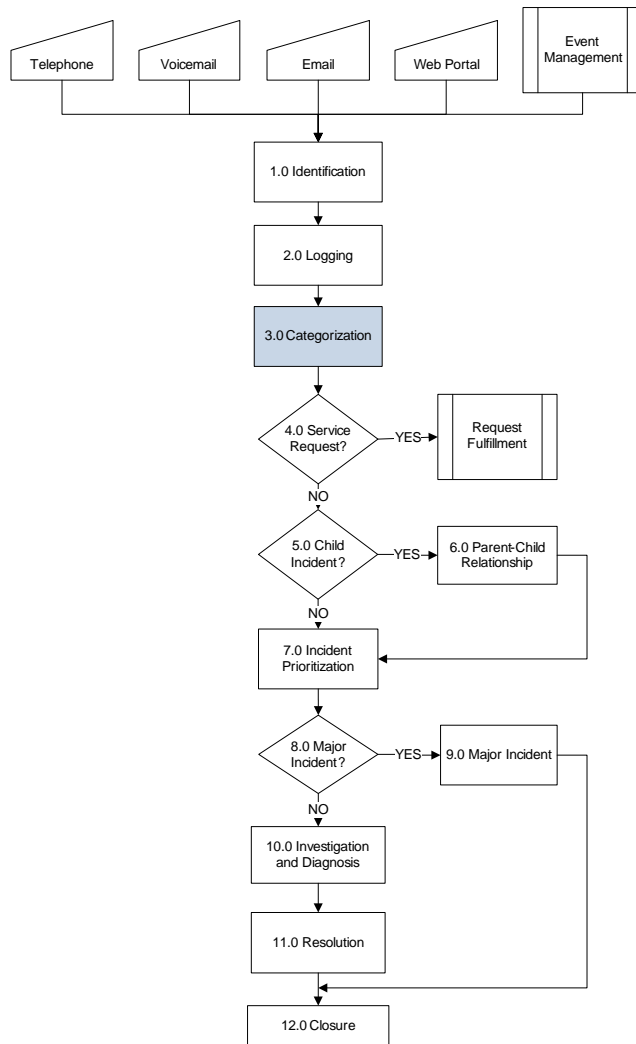 Telephone
Voicemail
Email
Web Portal
Event
Management
1.0 Identification
2.0 Logging
3.0 Categorization
4.0 Service
Request?
YES
Request
Fulfillment
NO
5.0 Child
Incident?
YES
6.0 Parent-Child
Relationship
NO
7.0 Incident
Prioritization
8.0 Major
Incident?
YES
9.0 Major Incident
NO
10.0 Investigation
and Diagnosis
11.0 Resolution
12.0 Closure